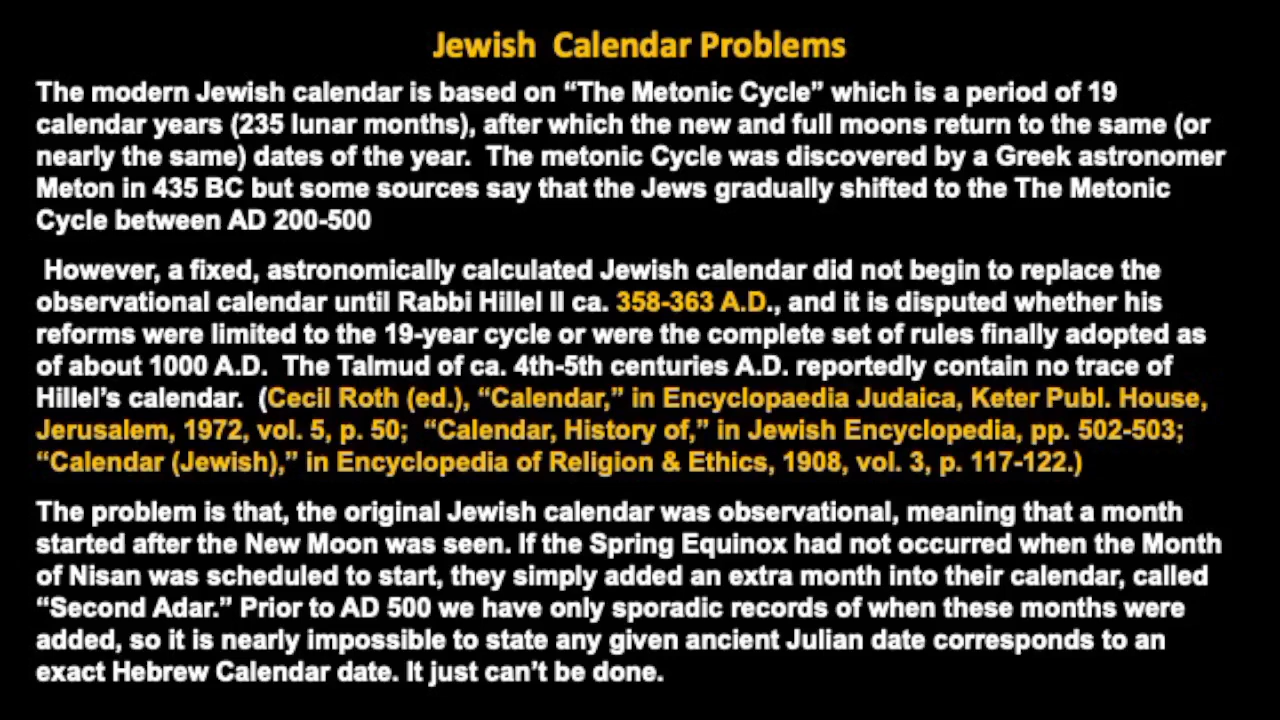 Jewish Calendar Problems
The modern Jewish calendar is based on “The Metonic Cycle” which is a period of 19
calendar years (235 lunar months), after which the new and full moons return to the same (or
nearly the same) dates of the year. The metonic Cycle was discovered by a Greek astronomer
Meton in 435 BC but some sources say that the Jews gradually shifted to the The Metonic
Cycle between AD 200-500
However, a fixed, astronomically calculated Jewish calendar did not begin to replace the
observational calendar until Rabbi Hillel II ca. 358-363 A.D., and it is disputed whether his
reforms were limited to the 19-year cycle or were the complete set of rules finally adopted as
of about 1000 A.D. The Talmud of ca. 4th-5th centuries A.D. reportedly contain no trace of
Hillel’s calendar. (Cecil Roth (ed.), “Calendar,” in Encyclopaedia Judaica, Keter Publ. House,
Jerusalem, 1972, vol. 5, p. 50; “Calendar, History of,” in Jewish Encyclopedia, pp. 502-503;
“Calendar (Jewish),” in Encyclopedia of Religion & Ethics, 1908, vol. 3, p. 117-122.)
The problem is that, the original Jewish calendar was observational, meaning that a month
started after the New Moon was seen. If the Spring Equinox had not occurred when the Month
of Nisan was scheduled to start, they simply added an extra month into their calendar, called
“Second Adar.” Prior to AD 500 we have only sporadic records of when these months were
added, so it is nearly impossible to state any given ancient Julian date corresponds to an
exact Hebrew Calendar date. It just can’t be done.